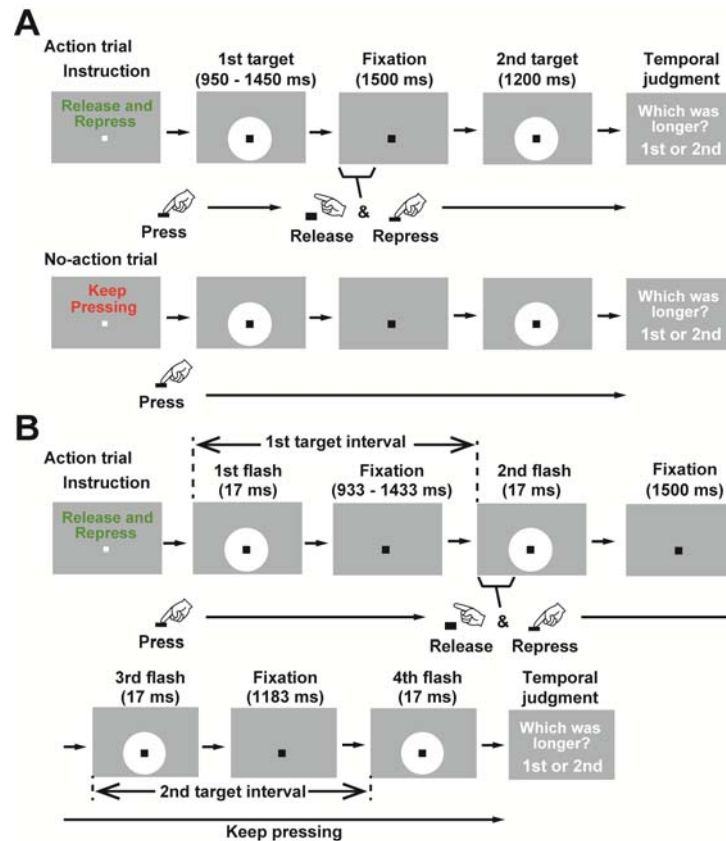 A
Action trial
Instruction
1st target
(950 - 1450 ms)
Fixation
(1500 ms)
2nd target
(1200 ms)
Temporal
judgment
Release and
Repress
Which was
longer?
1st or 2nd
Press
&
Release
Repress
No-action trial
Keep
Pressing
Which was
longer?
1st or 2nd
Press
B
1st target interval
Action trial
Instruction
1st flash
(17 ms)
Fixation
(933 - 1433 ms)
2nd flash
(17 ms)
Fixation
(1500 ms)
Release and
Repress
Press
&
Release
Repress
3rd flash
(17 ms)
Fixation
(1183 ms)
4th flash
(17 ms)
Temporal
judgment
Which was
longer?
1st or 2nd
2nd target interval
Keep pressing